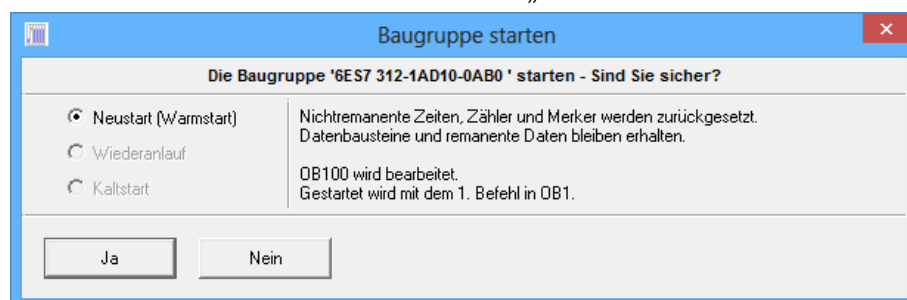 „
Baugruppe starten
Die Baugruppe '6ES7 312-1AD10-0AB0 ' starten - Sind Sie sicher?
Neustart (Warmstart)
Wiederanlauf
Kaltstart
Nichtremanente Zeiten, Zähler und Merker werden zurückgesetzt.
Datenbausteine und remanente Daten bleiben erhalten.
OB100 wird bearbeitet.
Gestartet wird mit dem 1. Befehl in OB1.
Ja
Nein